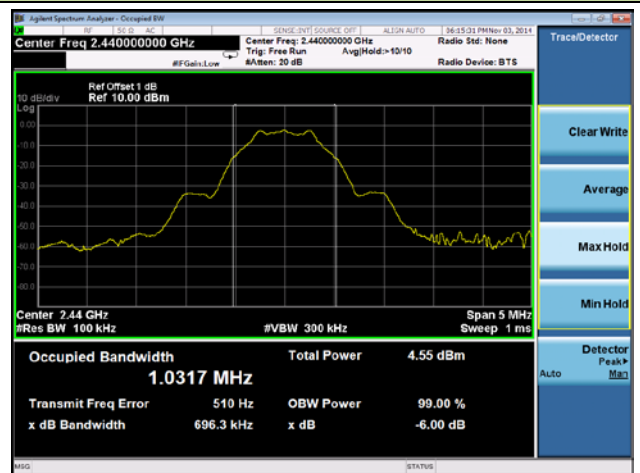 Agilent Spectrum Analyzer - Occupied BW
RF 50 Ω AC SENSE:INT SOURCE OFF ALIGN AUTO 06:15:31 PM Nov 03, 2014
Center Freq 2.440000000 GHz Center Freq: 2.440000000 GHz Radio Std: None
Trig: Free Run Avg|Hold:>10/10
#IFGain:Low #Atten: 20 dB Radio Device: BTS
Trace/Detector
Ref Offset 1 dB
10 dB/div Ref 10.00 dBm
Log
0.00
-10.0
-20.0
-30.0
-40.0
-50.0
-60.0
-70.0
-80.0
Center 2.44 GHz Span 5 MHz
#Res BW 100 kHz #VBW 300 kHz Sweep 1 ms
Occupied Bandwidth Total Power 4.55 dBm
1.0317 MHz
Transmit Freq Error 510 Hz OBW Power 99.00 %
x dB Bandwidth 696.3 kHz x dB -6.00 dB
Clear Write
Average
Max Hold
Min Hold
Detector
Peak▶
Auto Man
MSG STATUS